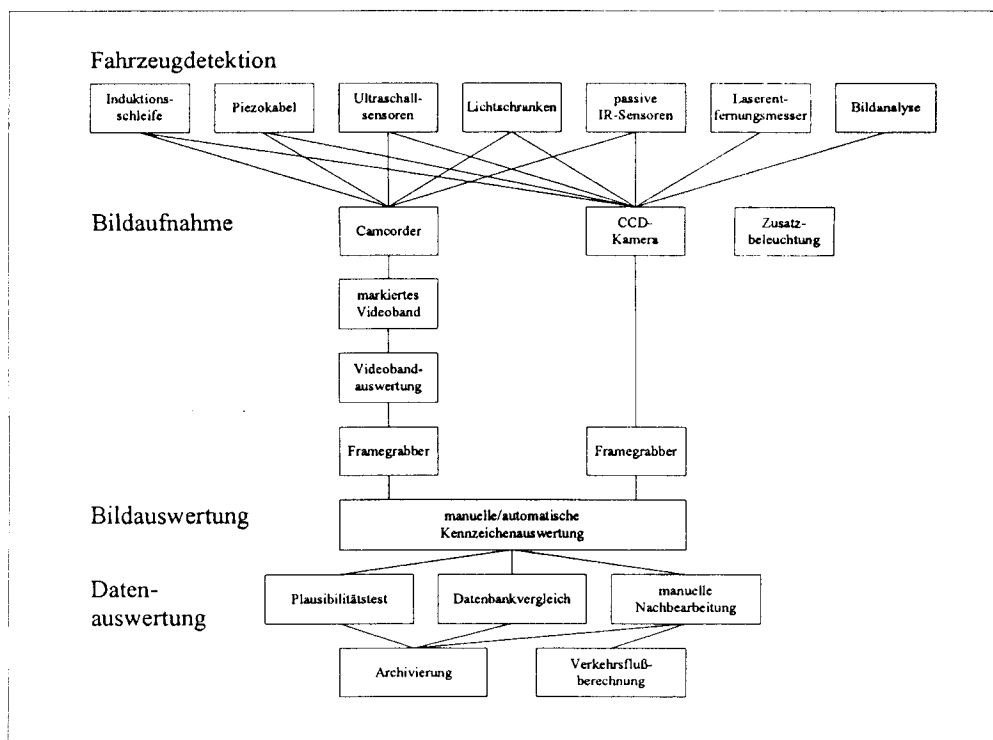 Fahrzeugdetektion
Induktions-
schleife
Piezokabel
Ultraschall-
sensoren
Lichtschranken
passive
IR-Sensoren
Laserent-
fernungsmesser
Bildanalyse
Bildaufnahme
Camcorder
CCD-
Kamera
Zusatz-
beleuchtung
markiertes
Videoband
Videoband-
auswertung
Framegrabber
Framegrabber
Bildauswertung
manuelle/automatische
Kennzeichenauswertung
Daten-
auswertung
Plausibilitätstest
Datenbankvergleich
manuelle
Nachbearbeitung
Archivierung
Verkehrsfluß-
berechnung